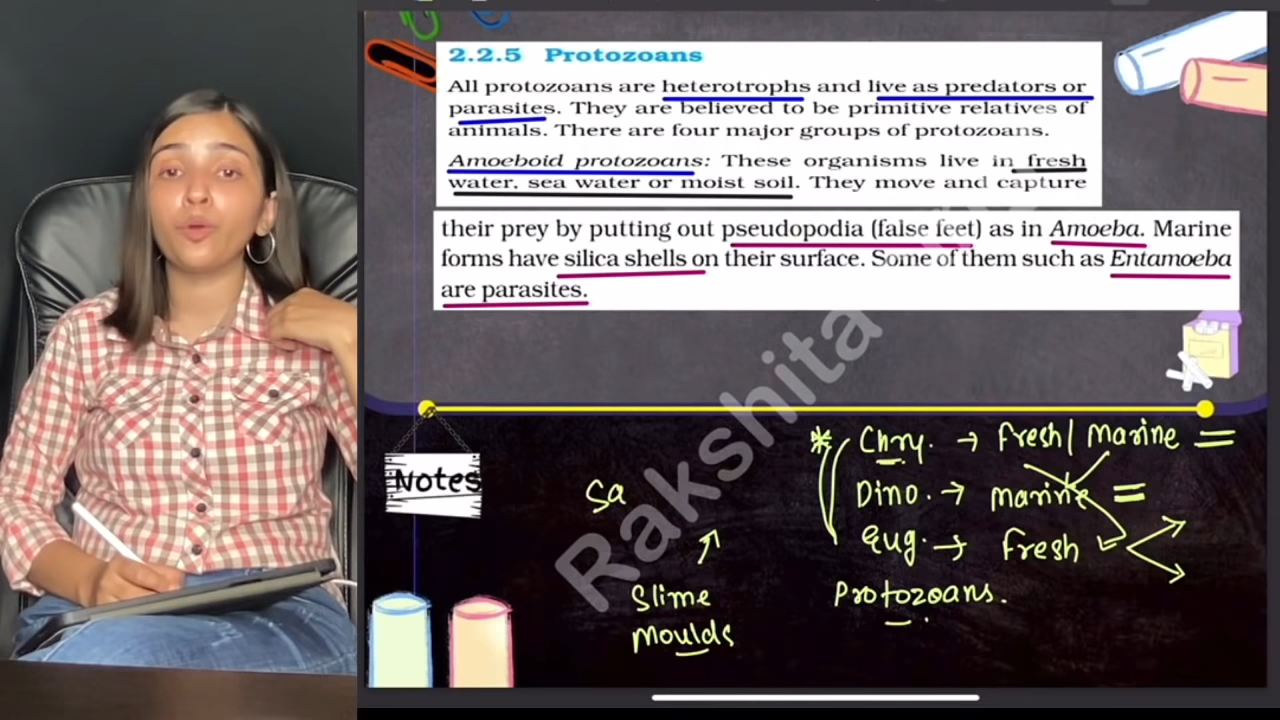 2.2.5 Protozoans
All protozoans are heterotrophs and live as predators or
parasites. They are believed to be primitive relatives of
animals. There are four major groups of protozoans.
Amoeboid protozoans: These organisms live in fresh
water, sea water or moist soil. They move and capture
their prey by putting out pseudopodia (false feet) as in Amoeba. Marine
forms have silica shells on their surface. Some of them such as Entamoeba
are parasites.
Rakshita
Notes
Sa
Slime
Moulds
* Chry. → Fresh / Marine =
Dino. → marine =
Eug. → Fresh
Protozoans.